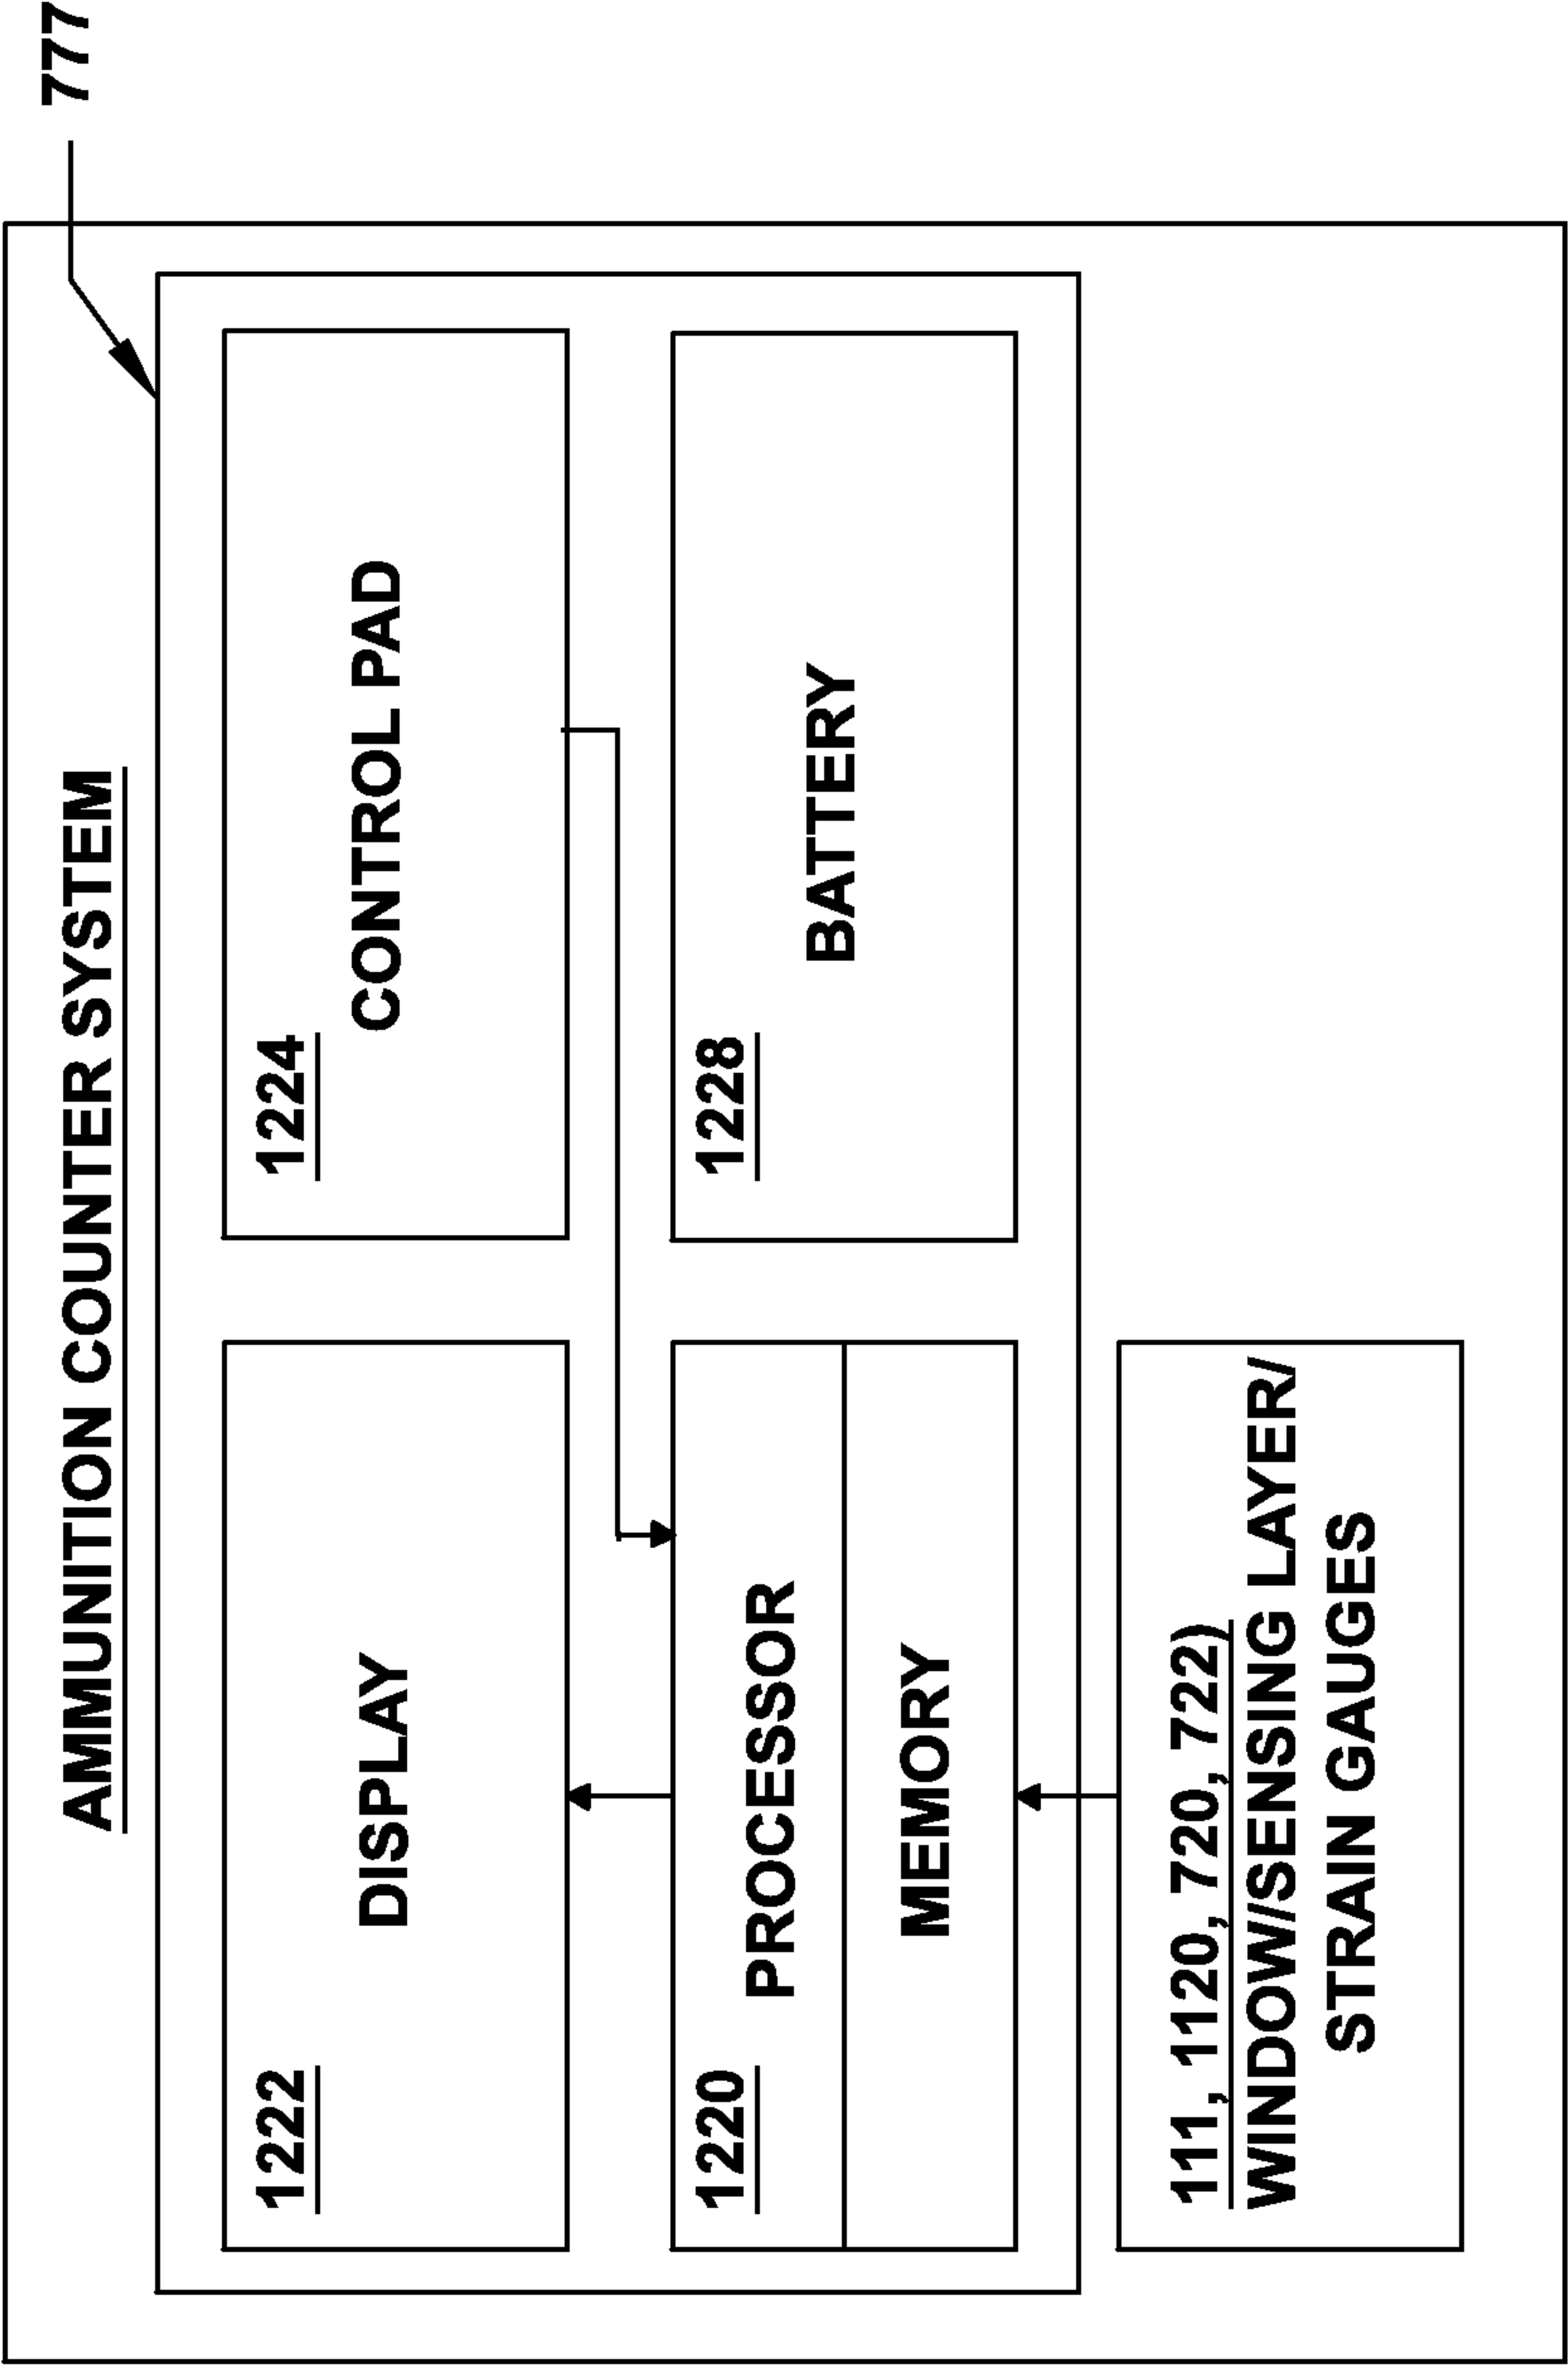 777
AMMUNITION COUNTER SYSTEM
1222
DISPLAY
1224
CONTROL PAD
1220
PROCESSOR
MEMORY
1228
BATTERY
111, 1120, 720, 722)
WINDOW/SENSING LAYER/
STRAIN GAUGES